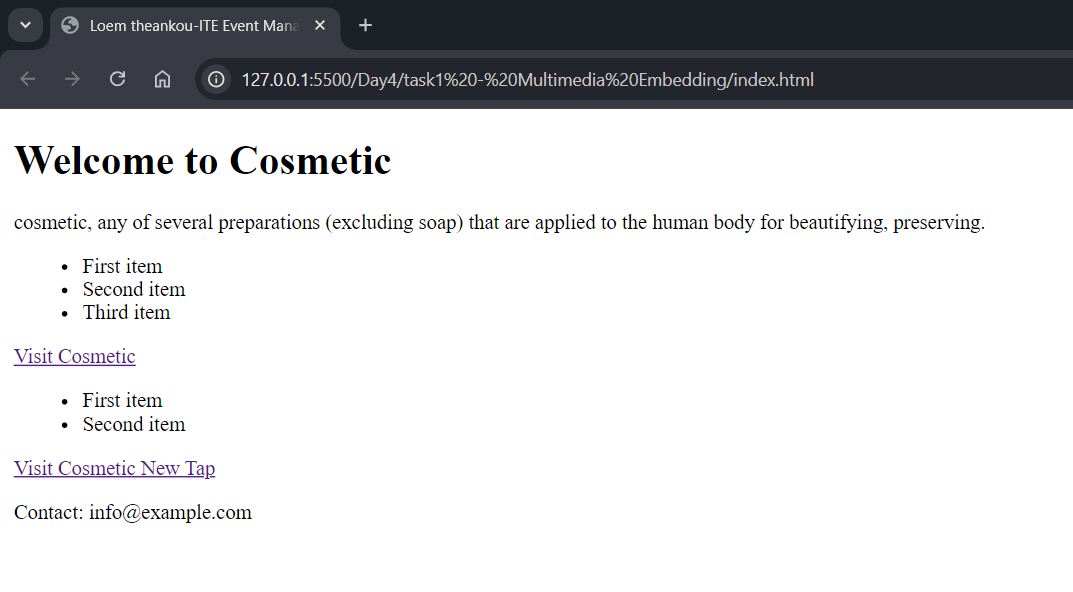 Loem theankou-ITE Event Mana
127.0.0.1:5500/Day4/task1%20-%20Multimedia%20Embedding/index.html
Welcome to Cosmetic
cosmetic, any of several preparations (excluding soap) that are applied to the human body for beautifying, preserving.
• First item
• Second item
• Third item
Visit Cosmetic
• First item
• Second item
Visit Cosmetic New Tap
Contact: info@example.com